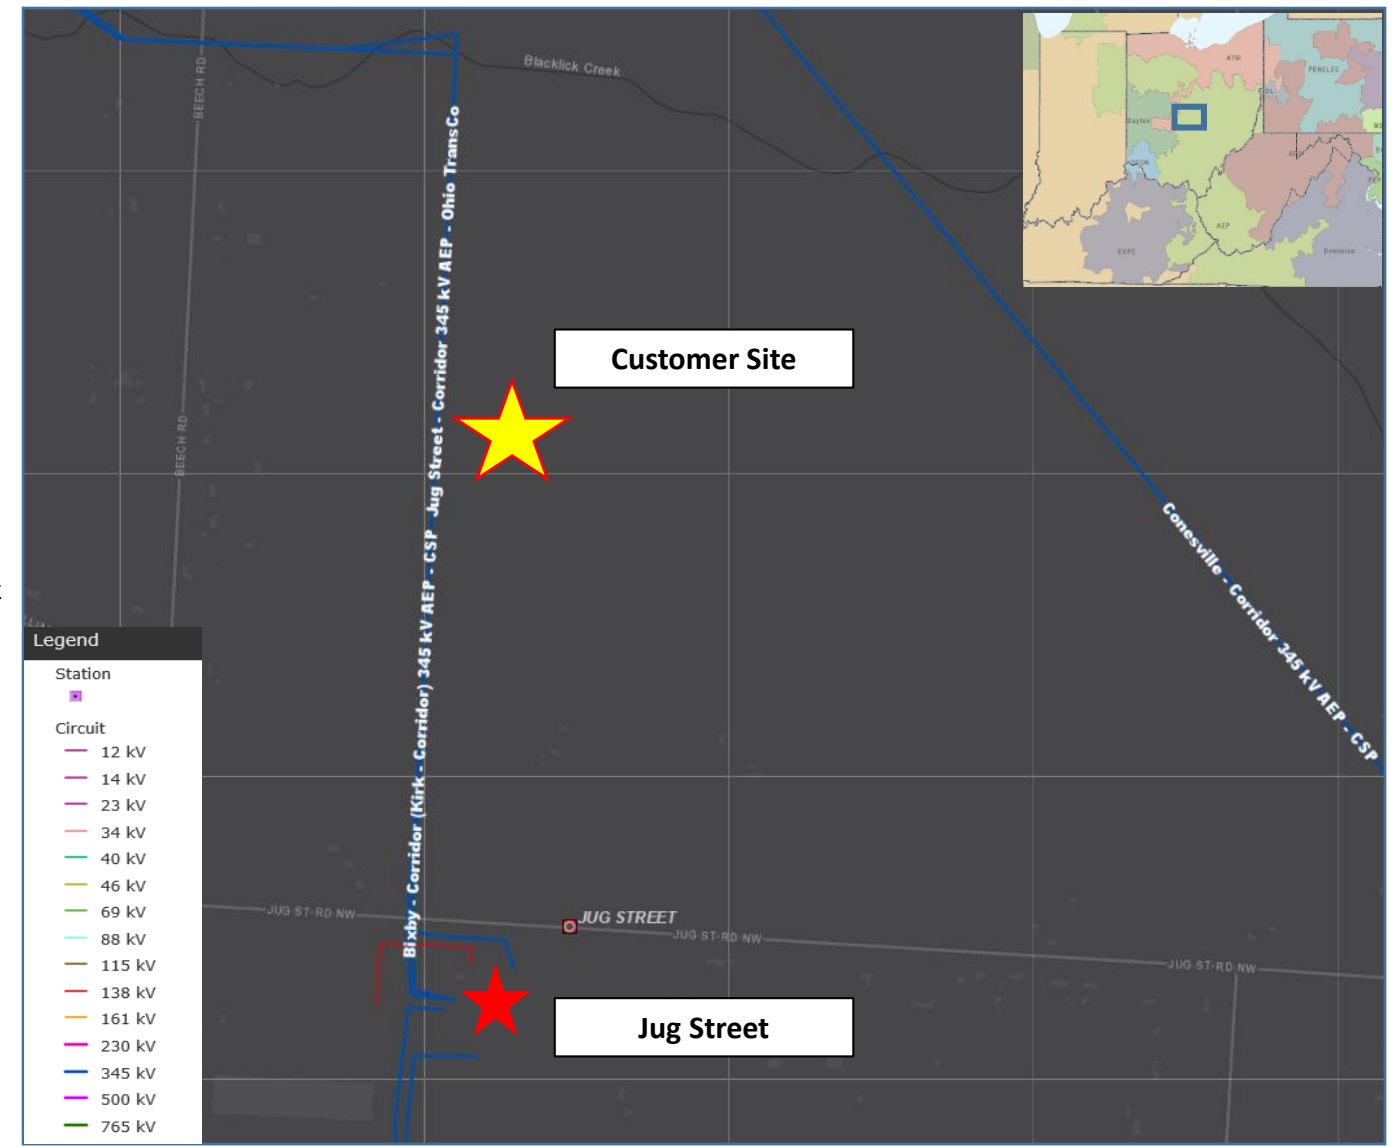 Blacklick Creek
BEECH RD
ATSI
PENELEC
Dayton
AEP
EKPC
Dominion
Bixby - Corridor (Kirk - Corridor) 345 kV AEP - CSP Jug Street - Corridor 345 kV AEP - Ohio TransCo
Customer Site
BEECH RD
Conesville - Corridor 345 kV AEP - CSP
Legend
Station
Circuit
12 kV
14 kV
23 kV
34 kV
40 kV
46 kV
69 kV
88 kV
115 kV
138 kV
161 kV
230 kV
345 kV
500 kV
765 kV
JUG ST-RD NW
JUG STREET
JUG ST-RD NW
JUG ST-RD NW
Jug Street